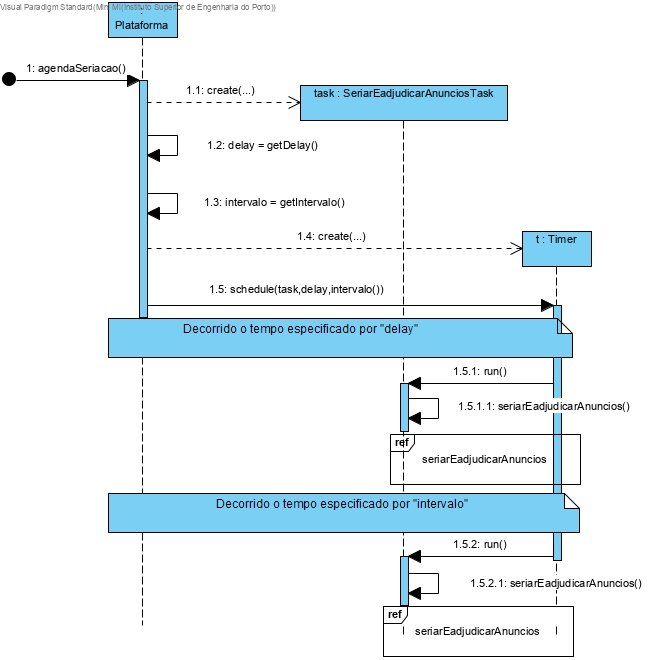 Visual Paradigm Standard(Mini Mi(Instituto Superior de Engenharia do Porto))
:
Plataforma
1: agendaSeriacao()
1.1: create(...)
task : SeriarEadjudicarAnunciosTask
1.2: delay = getDelay()
1.3: intervalo = getIntervalo()
1.4: create(...)
t : Timer
1.5: schedule(task,delay,intervalo())
Decorrido o tempo especificado por "delay"
1.5.1: run()
1.5.1.1: seriarEadjudicarAnuncios()
ref
seriarEadjudicarAnuncios
Decorrido o tempo especificado por "intervalo"
1.5.2: run()
1.5.2.1: seriarEadjudicarAnuncios()
ref
seriarEadjudicarAnuncios